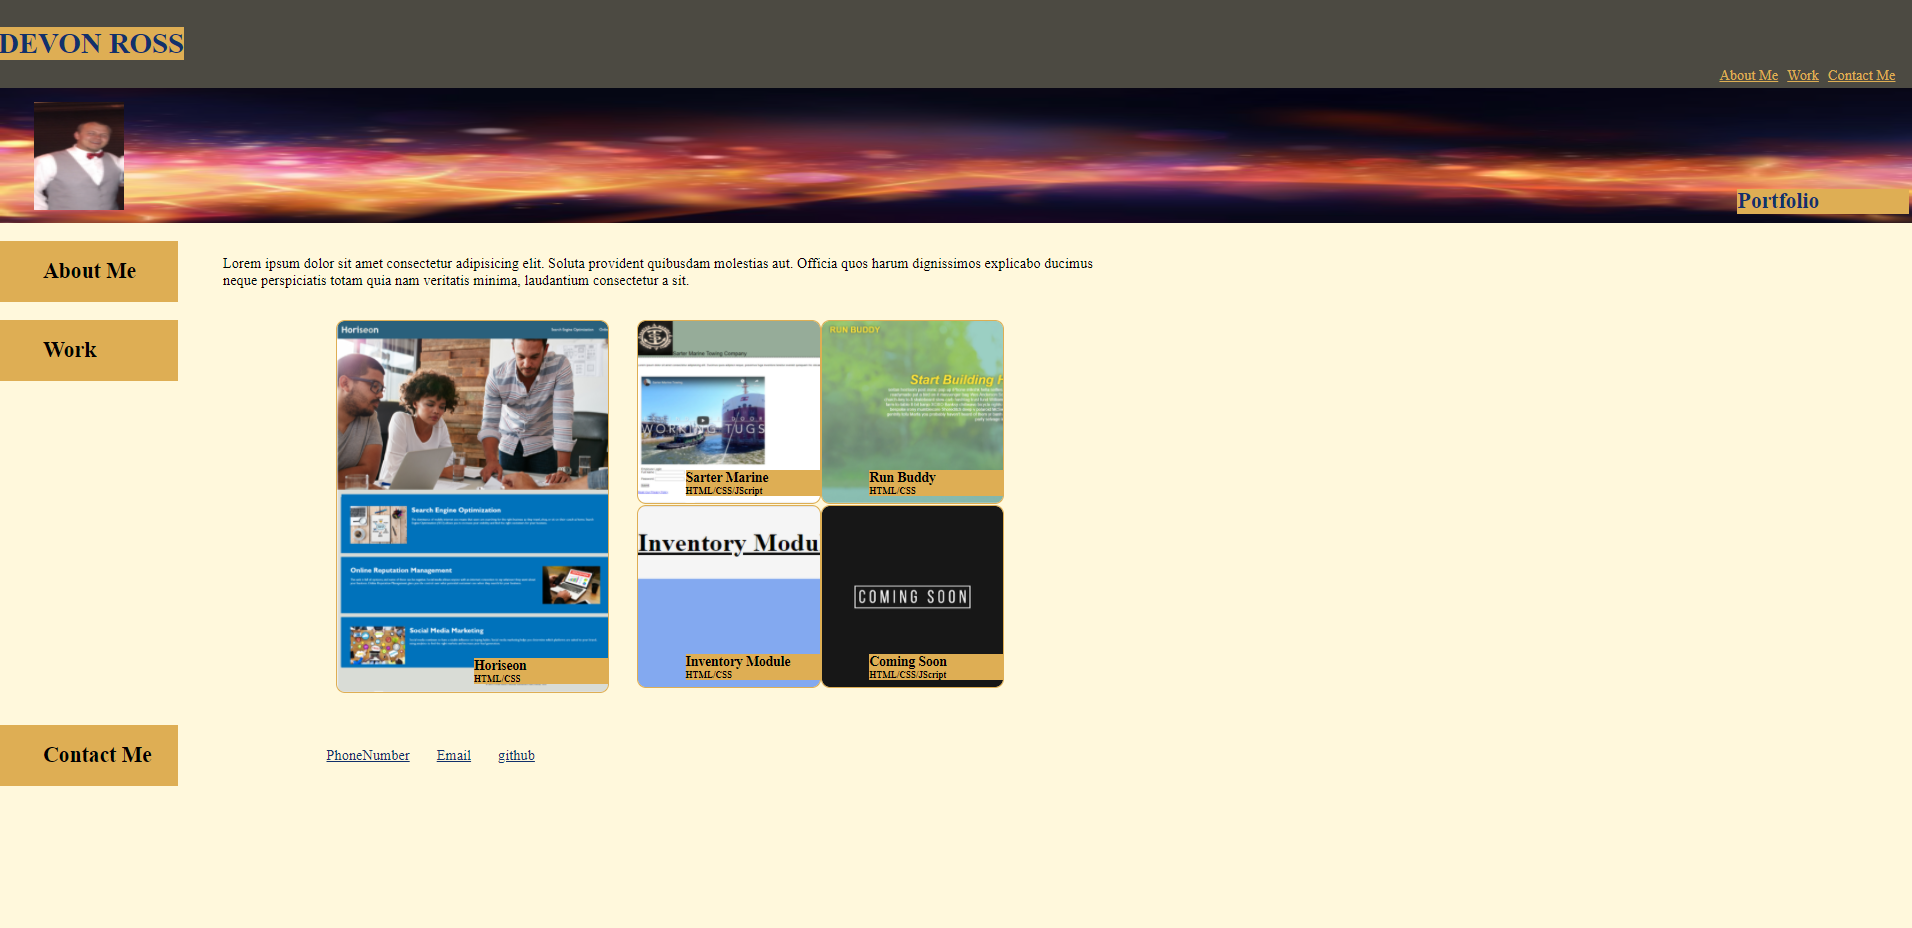 DEVON ROSS
About Me Work Contact Me
Portfolio
About Me
Lorem ipsum dolor sit amet consectetur adipisicing elit. Soluta provident quibusdam molestias aut. Officia quos harum dignissimos explicabo ducimus
neque perspiciatis totam quia nam veritatis minima, laudantium consectetur a sit.
Work
Horiseon
Search Engine Optimization
Search Engine Optimization
Online Reputation Management
Social Media Marketing
Horiseon
HTML/CSS
Sarter Marine Towing Company
WORKING TUGS
Sarter Marine
HTML/CSS/JScript
RUN BUDDY
Start Building H
Run Buddy
HTML/CSS
Inventory Modu
Inventory Module
HTML/CSS
COMING SOON
Coming Soon
HTML/CSS/JScript
Contact Me
PhoneNumber Email github